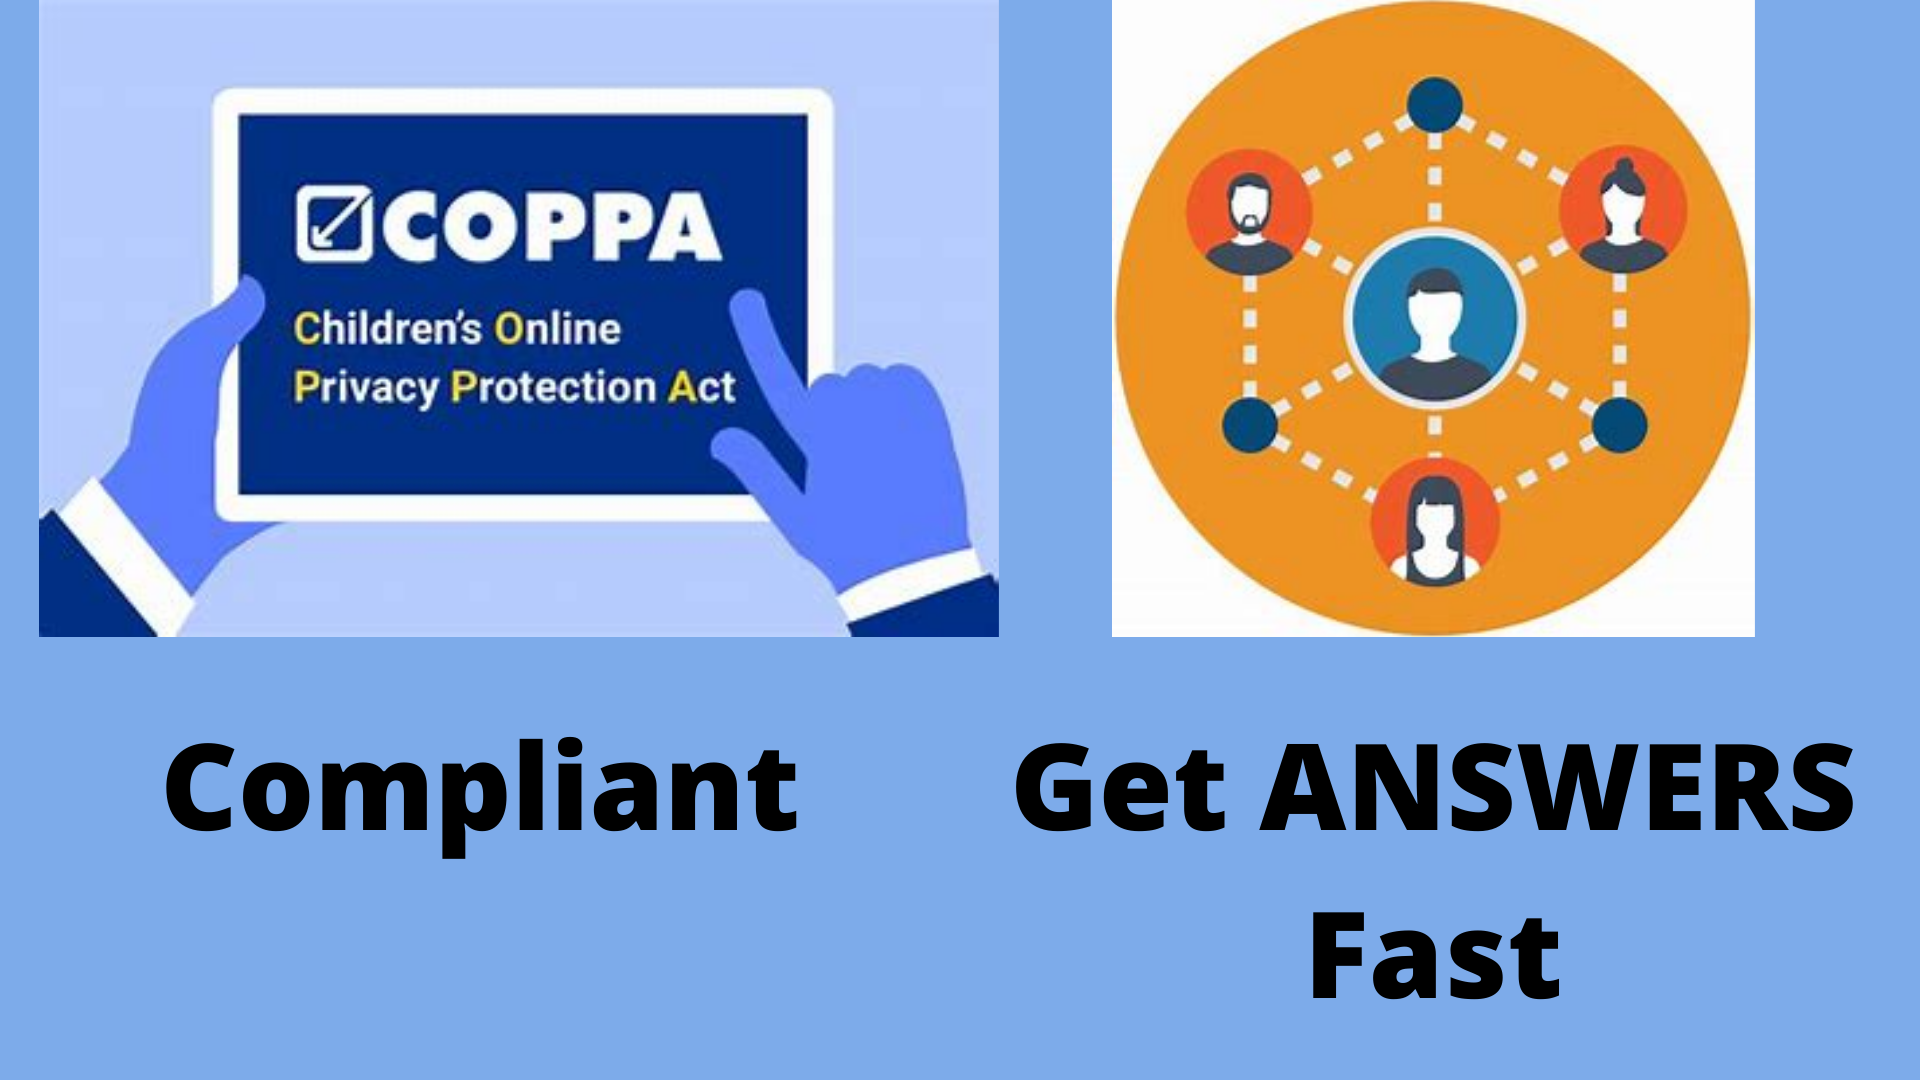 COPPA
Children's Online
Privacy Protection Act
Compliant
Get ANSWERS
Fast